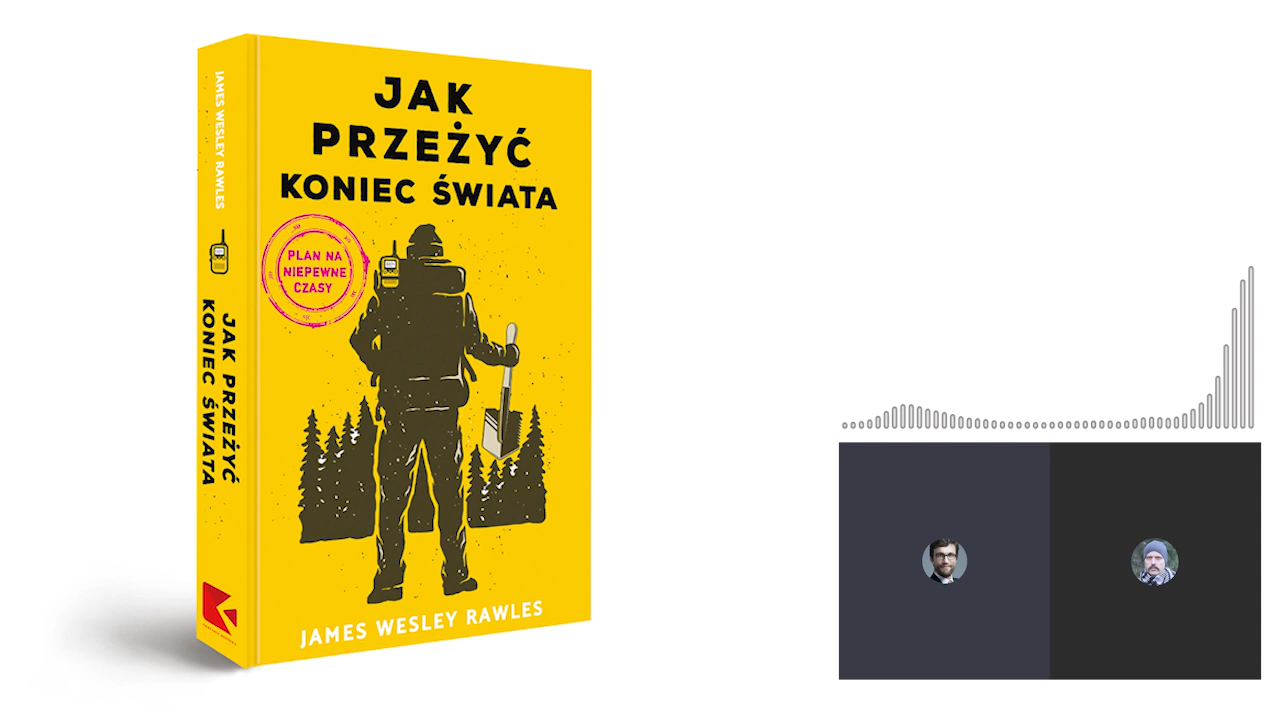 JAK
PRZEŻYĆ
KONIEC ŚWIATA
PLAN NA
NIEPEWNE
CZASY
JAMES WESLEY RAWLES
JAMES WESLEY RAWLES
JAK PRZEŻYĆ
KONIEC ŚWIATA